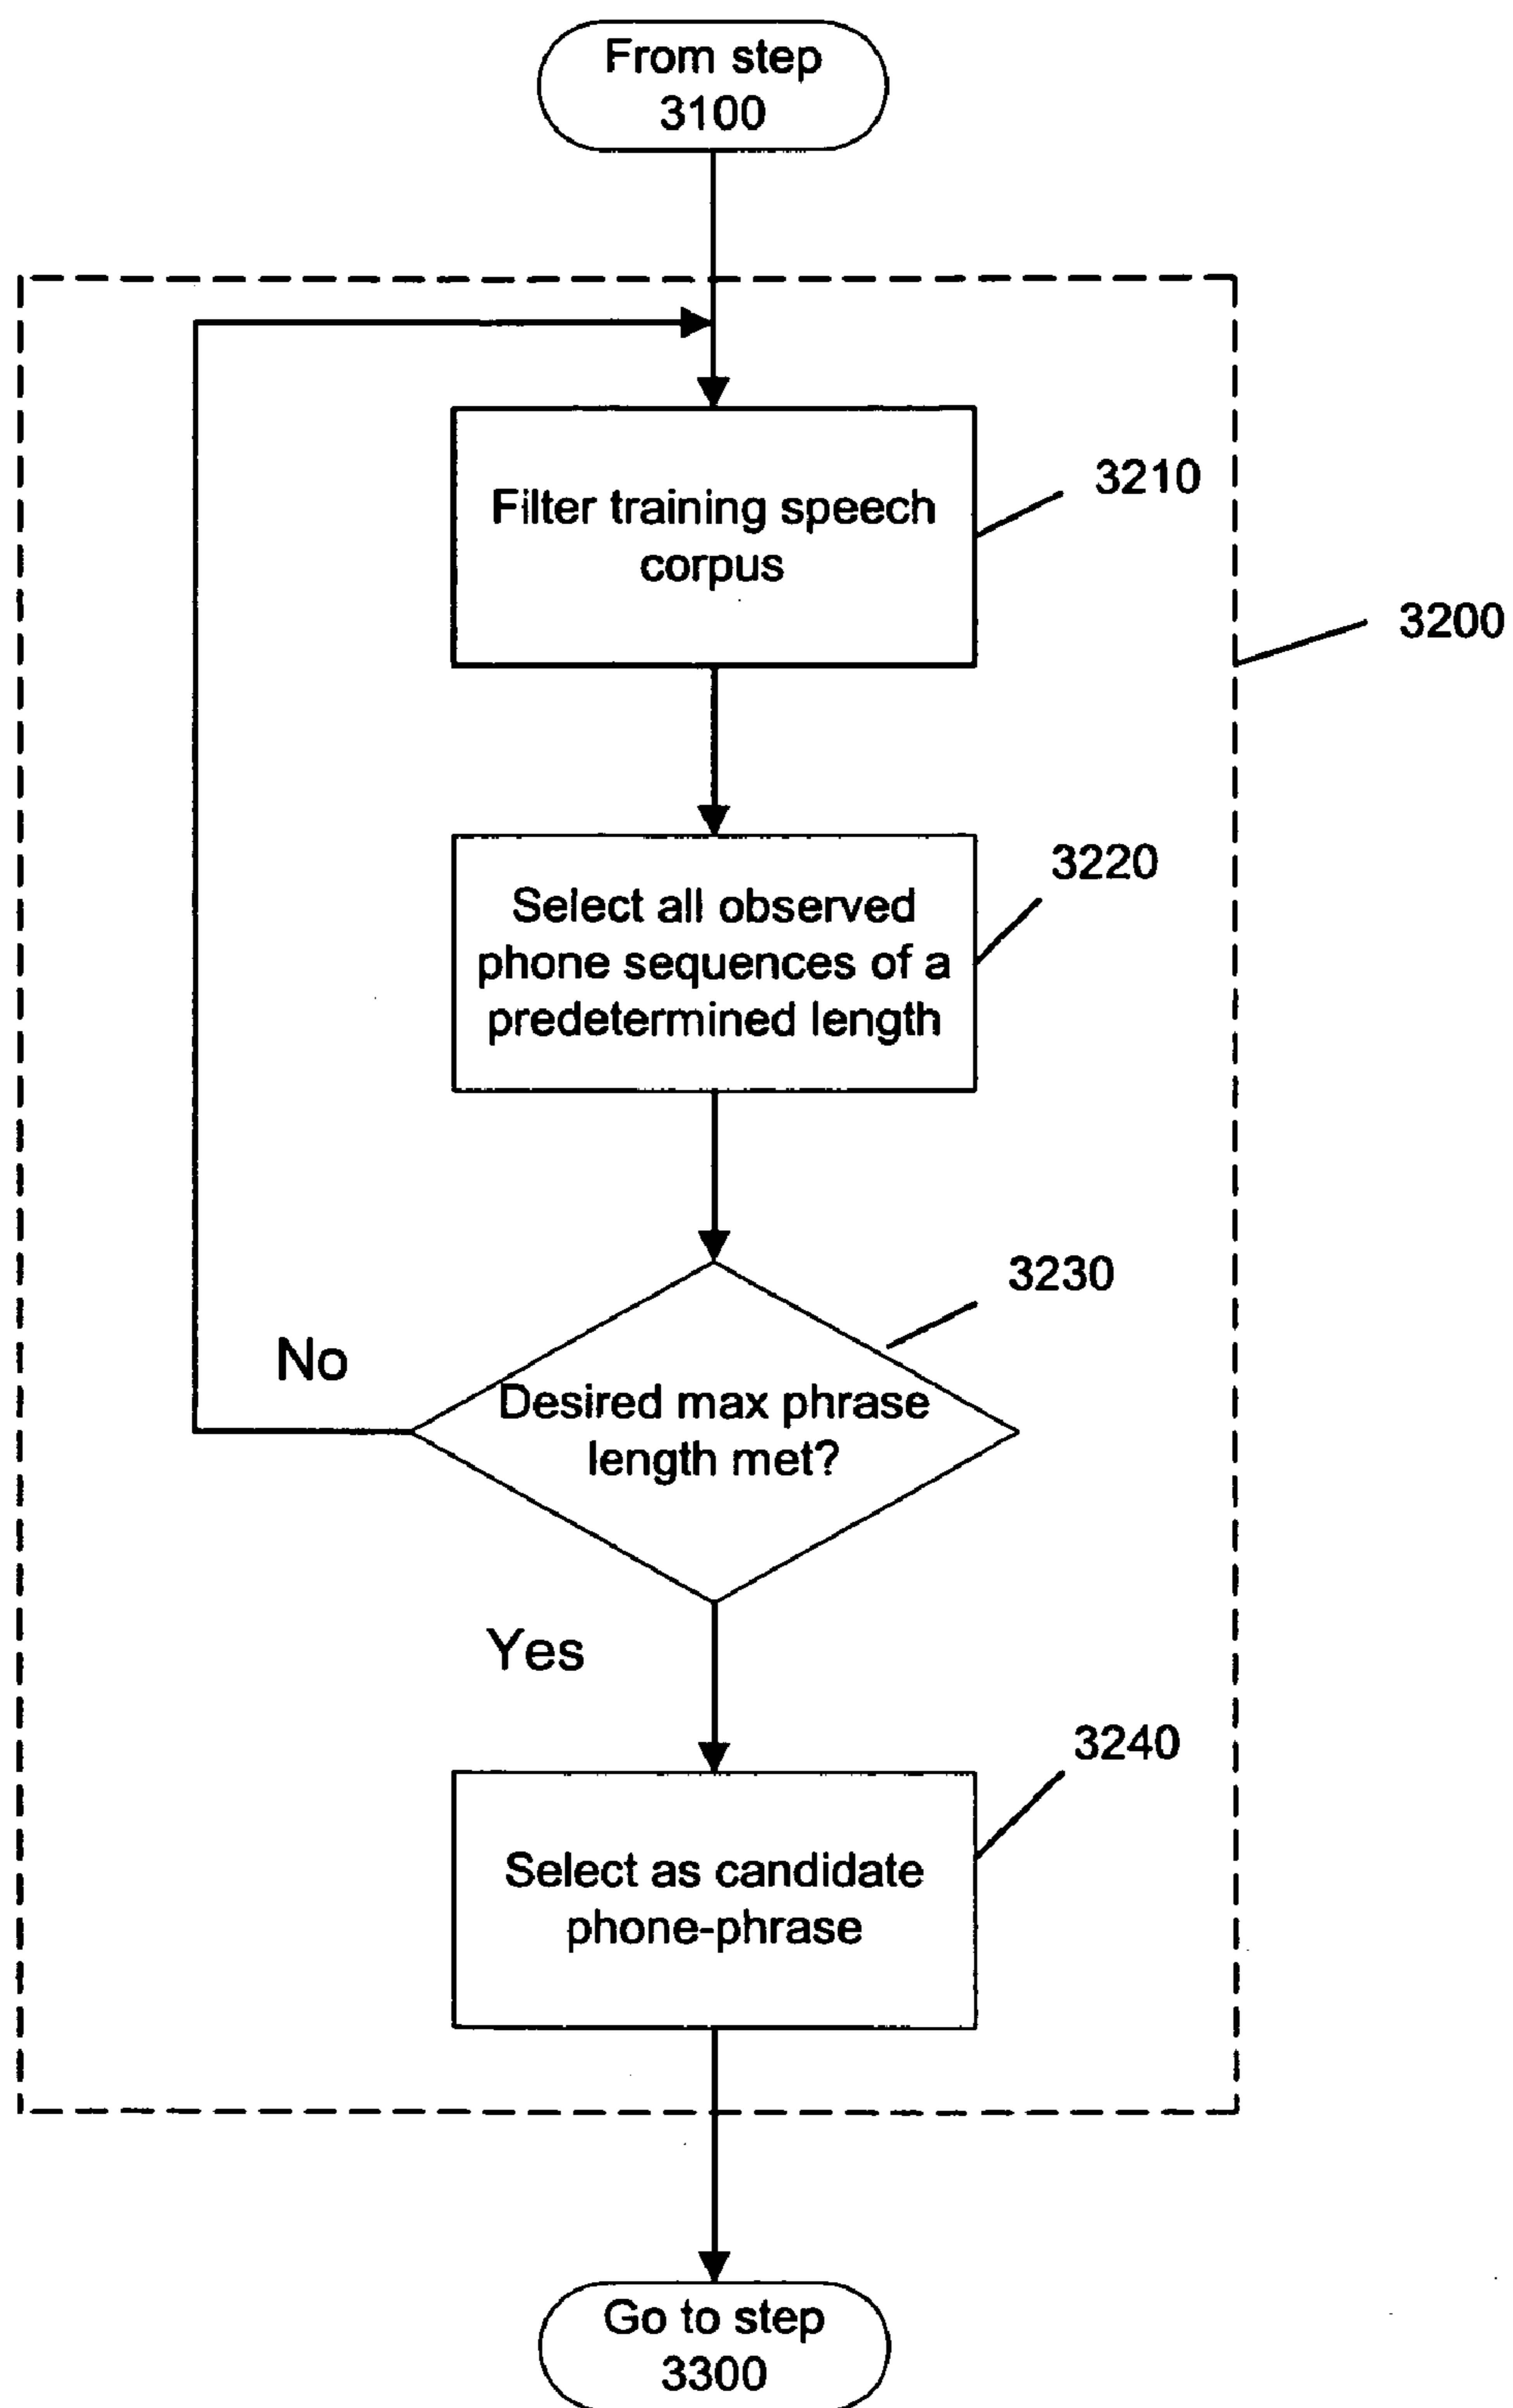 From step
3100
Filter training speech
corpus
3210
3200
Select all observed
phone sequences of a
predetermined length
3220
3230
No
Desired max phrase
length met?
Yes
3240
Select as candidate
phone-phrase
Go to step
3300